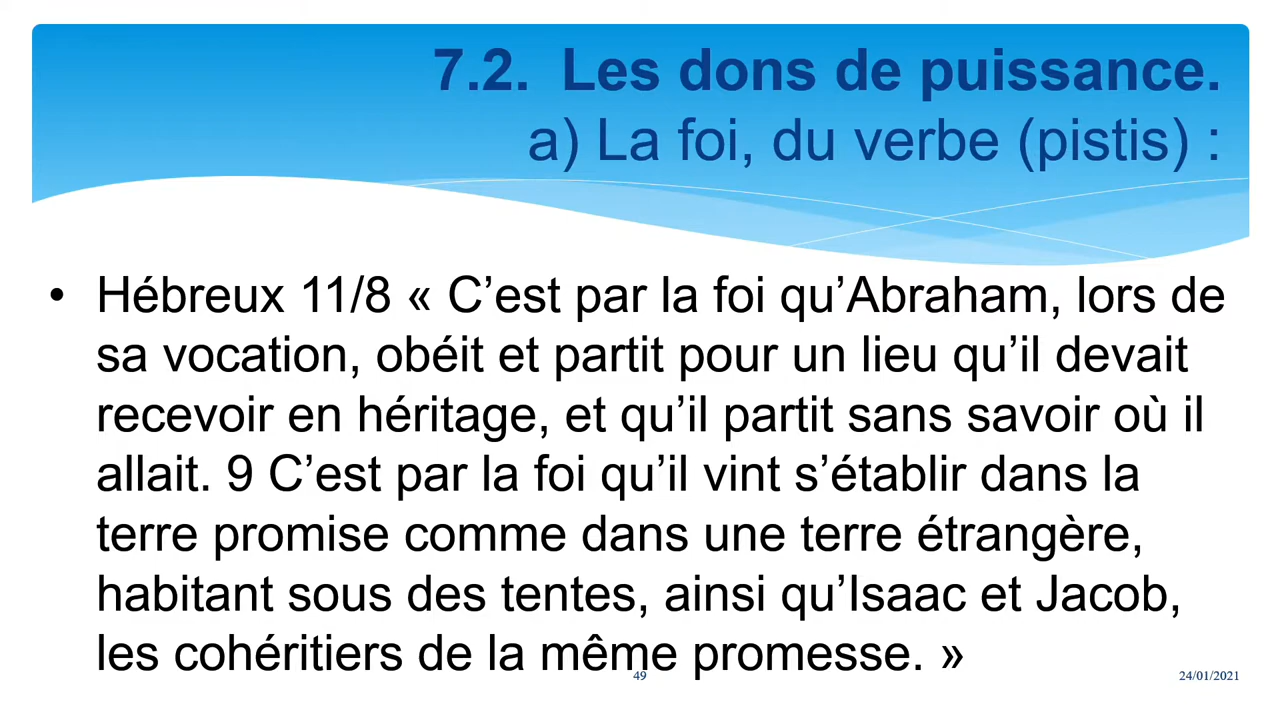 7.2. Les dons de puissance.
a) La foi, du verbe (pistis) :
• Hébreux 11/8 « C’est par la foi qu’Abraham, lors de
sa vocation, obéit et partit pour un lieu qu’il devait
recevoir en héritage, et qu’il partit sans savoir où il
allait. 9 C’est par la foi qu’il vint s’établir dans la
terre promise comme dans une terre étrangère,
habitant sous des tentes, ainsi qu’Isaac et Jacob,
les cohéritiers de la même promesse. »
49
24/01/2021